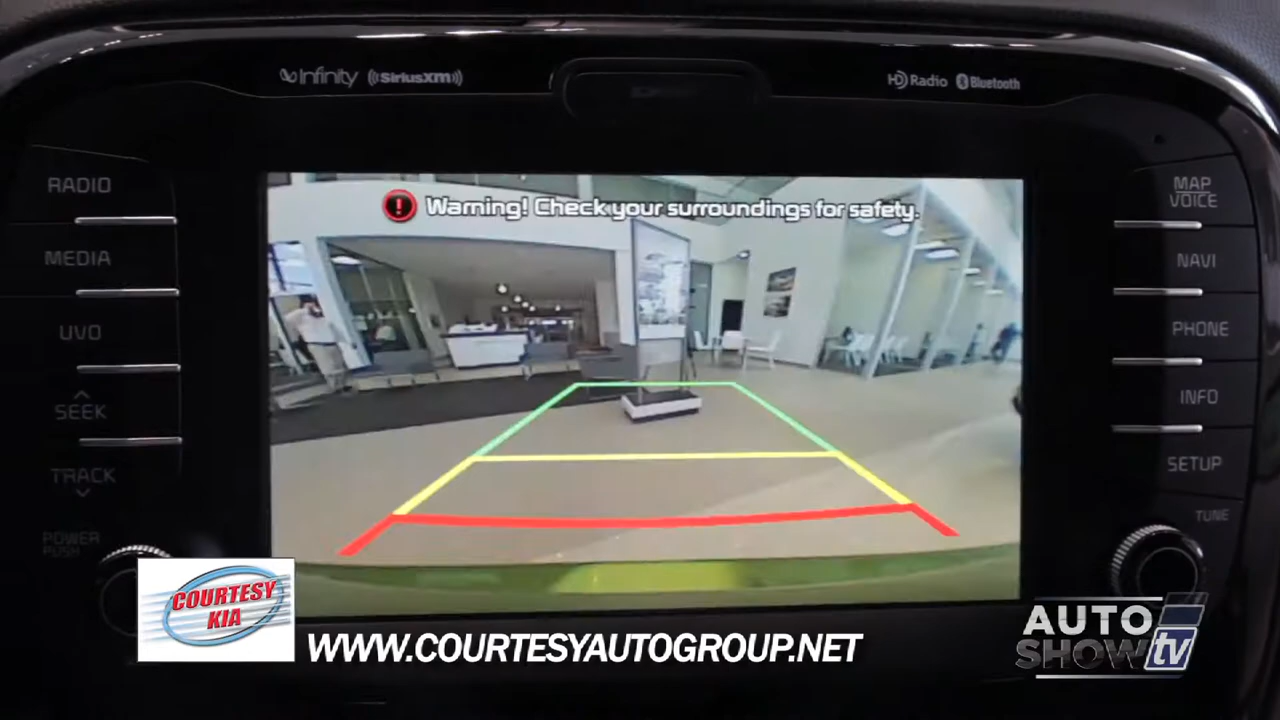 Infinity SiriusXM HD Radio Bluetooth
RADIO
MEDIA
UVO
SEEK
TRACK
POWER
PUSH
Warning! Check your surroundings for safety.
MAP
VOICE
NAVI
PHONE
INFO
SETUP
TUNE
COURTESY
KIA
WWW.COURTESYAUTOGROUP.NET
AUTO
SHOW tv